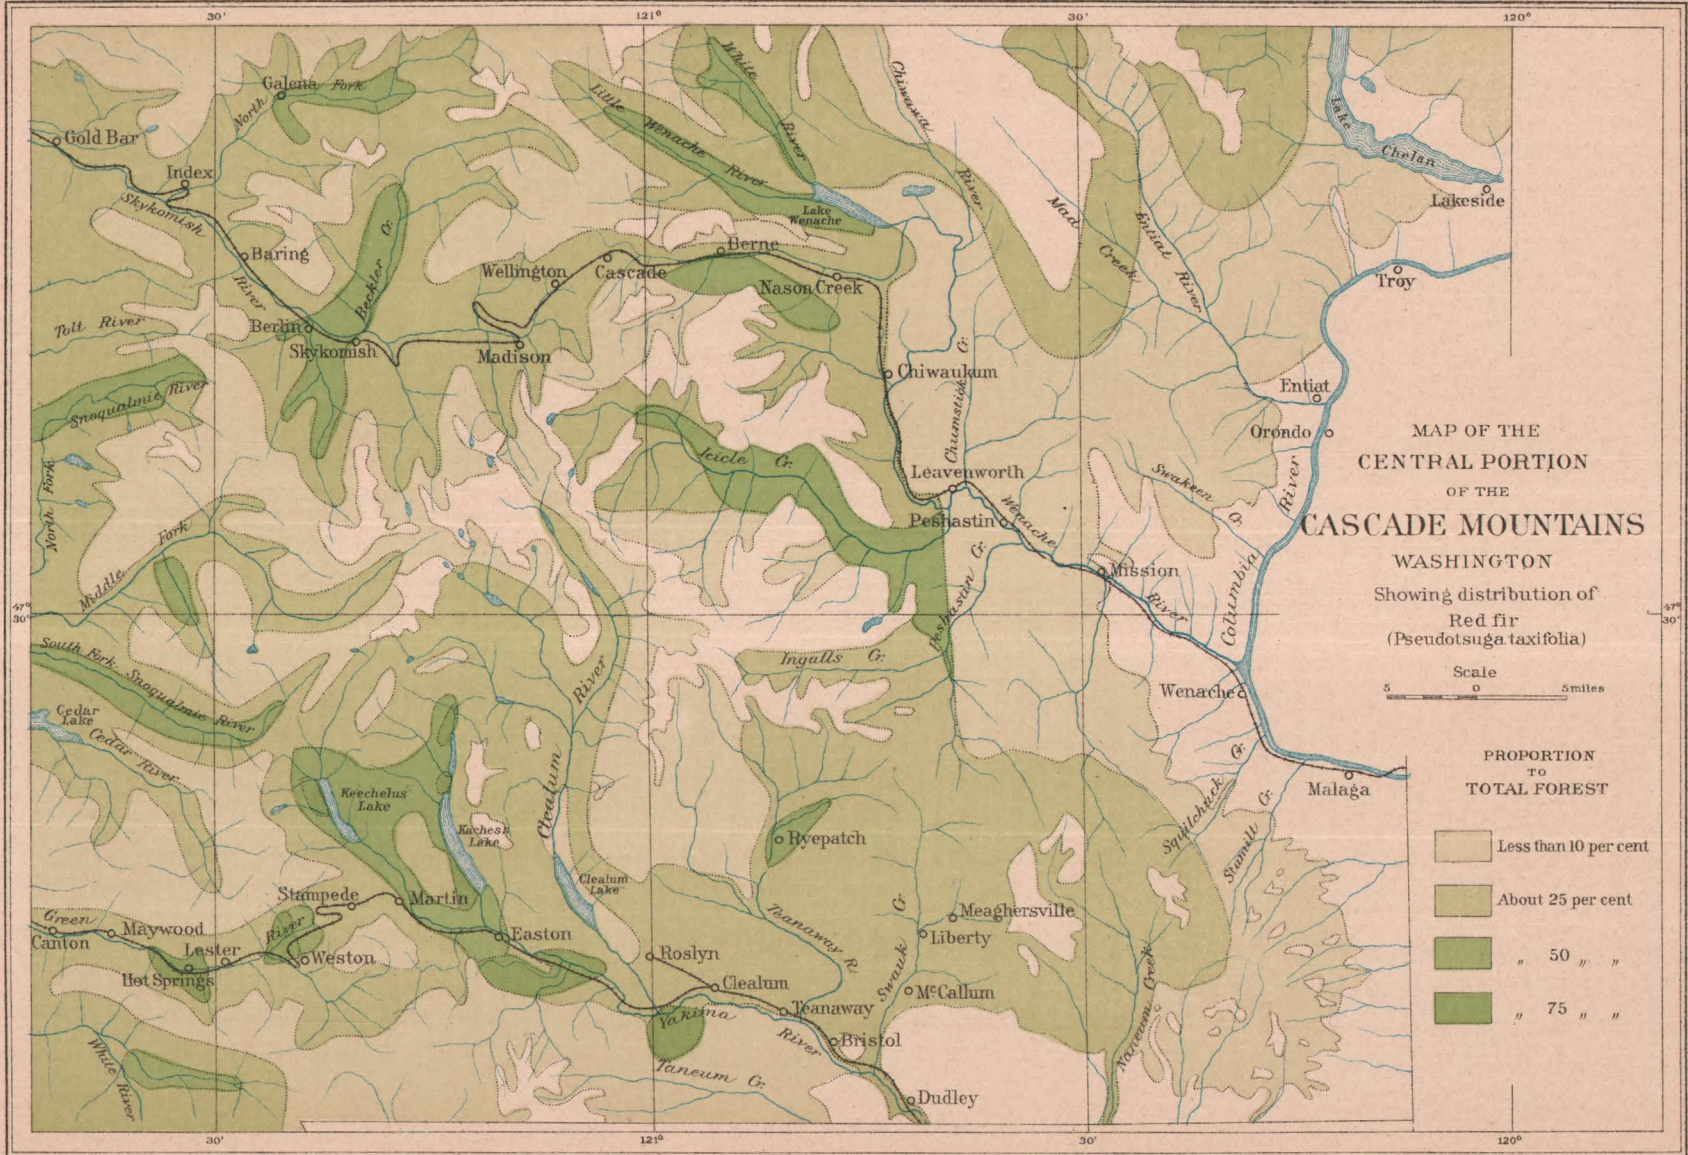 30'
121°
30'
120°
Galena
North Fork
White River
Little Wenache River
Chiwawa River
Lake Chelan
Lakeside
Gold Bar
Index
Skykomish River
Lake Wenache
Mad Creek
Entiat River
Baring
Beckler Cr.
Wellington
Cascade
Berne
Nason Creek
Troy
Tolt River
Berlin
Skykomish
Madison
Chiwaukum
Chumstick Cr.
Entiat
Snoqualmie River
North Fork
Icicle Cr.
Leavenworth
Orondo
Swakeen Cr.
Columbia River
Peshastin
Wenache River
Peshastin Cr.
Mission
Middle Fork
47°
30'
47°
30'
South Fork Snoqualmie River
Ingalls Cr.
Wenache
Cedar
Lake
Cedar River
Clealum River
Squilchuck Cr.
Stamilt Cr.
Malaga
Keechelus
Lake
Kachess
Lake
Ryepatch
Clealum
Lake
Stampede
Martin
Green River
Canton
Maywood
Lester
Weston
Hot Springs
Easton
Roslyn
Teanaway R.
Swauk Cr.
Meaghersville
Liberty
Clealum
McCallum
Teanaway
Yakima River
Bristol
Naneum Creek
White River
Taneum Cr.
Dudley
MAP OF THE
CENTRAL PORTION
OF THE
CASCADE MOUNTAINS
WASHINGTON
Showing distribution of
Red fir
(Pseudotsuga taxifolia)
Scale
5 0 5 miles
PROPORTION
TO
TOTAL FOREST
Less than 10 per cent
About 25 per cent
„ 50 „ „
„ 75 „ „
30'
121°
30'
120°